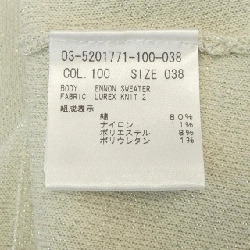 03-5201771-100-038
COL. 100 SIZE 038
BODY ENNON SWEATER
FABRIC LUREX KNIT 2
組成表示
綿 80%
ナイロン
ポリエステル 8%
ポリウレタン 1%